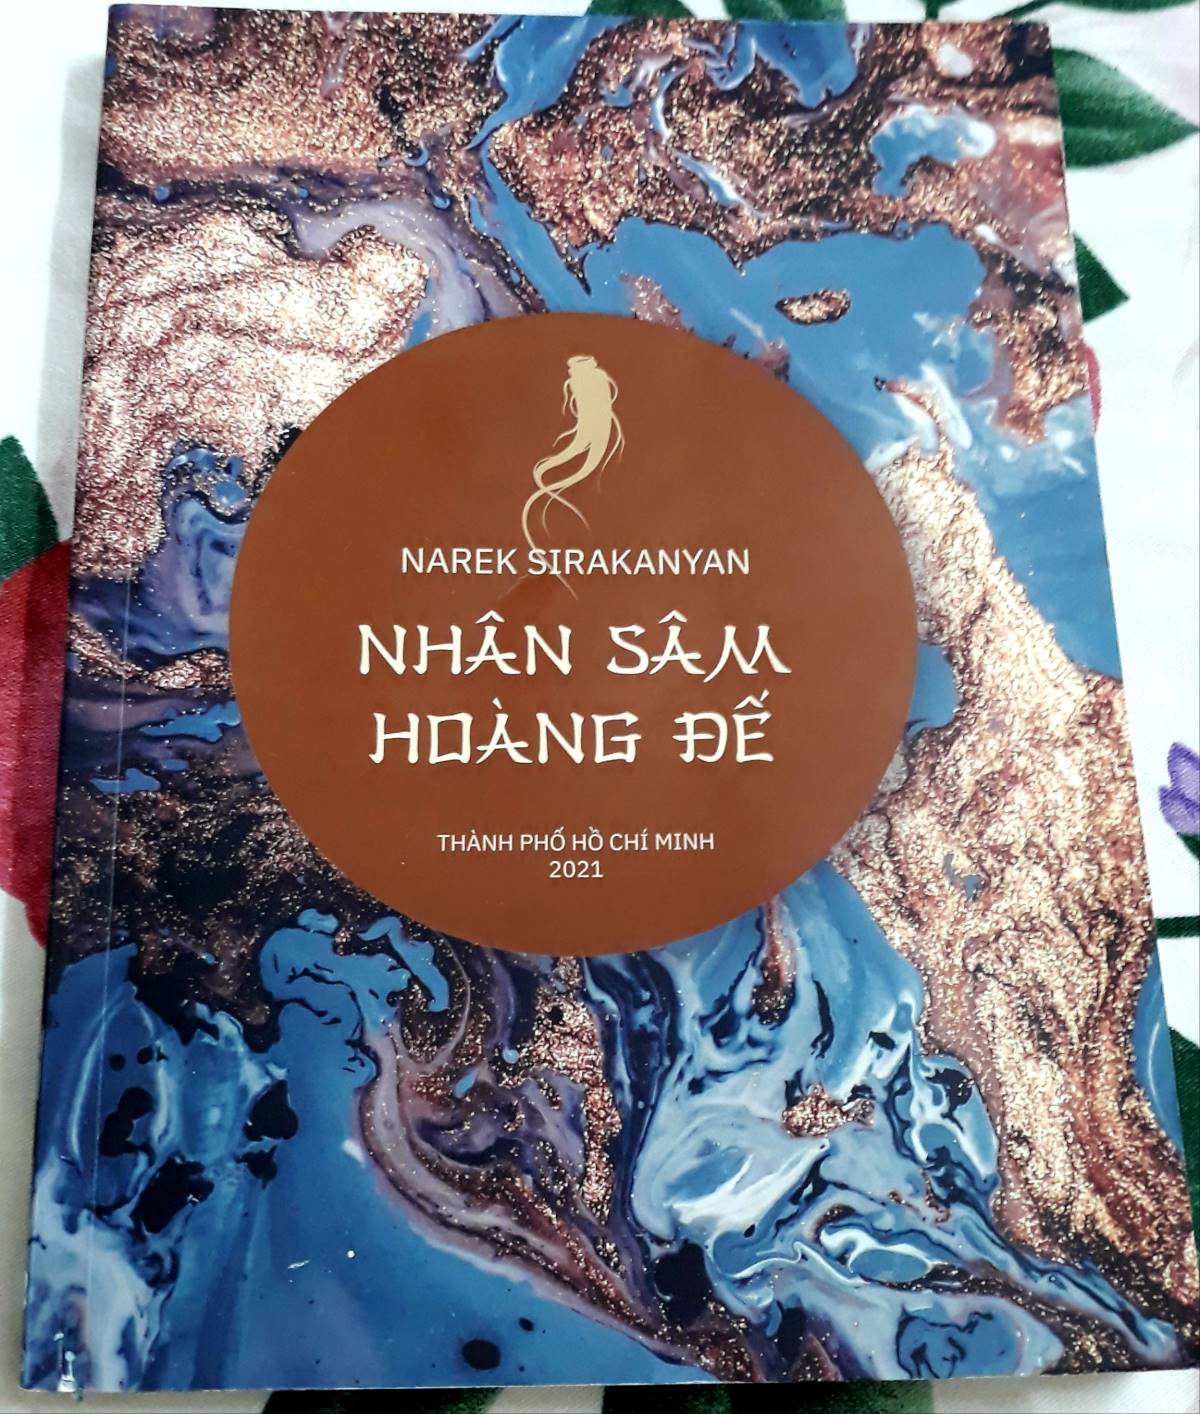 NAREK SIRAKANYAN
NHÂN SÂM
HOÀNG ĐẾ
THÀNH PHỐ HỒ CHÍ MINH
2021